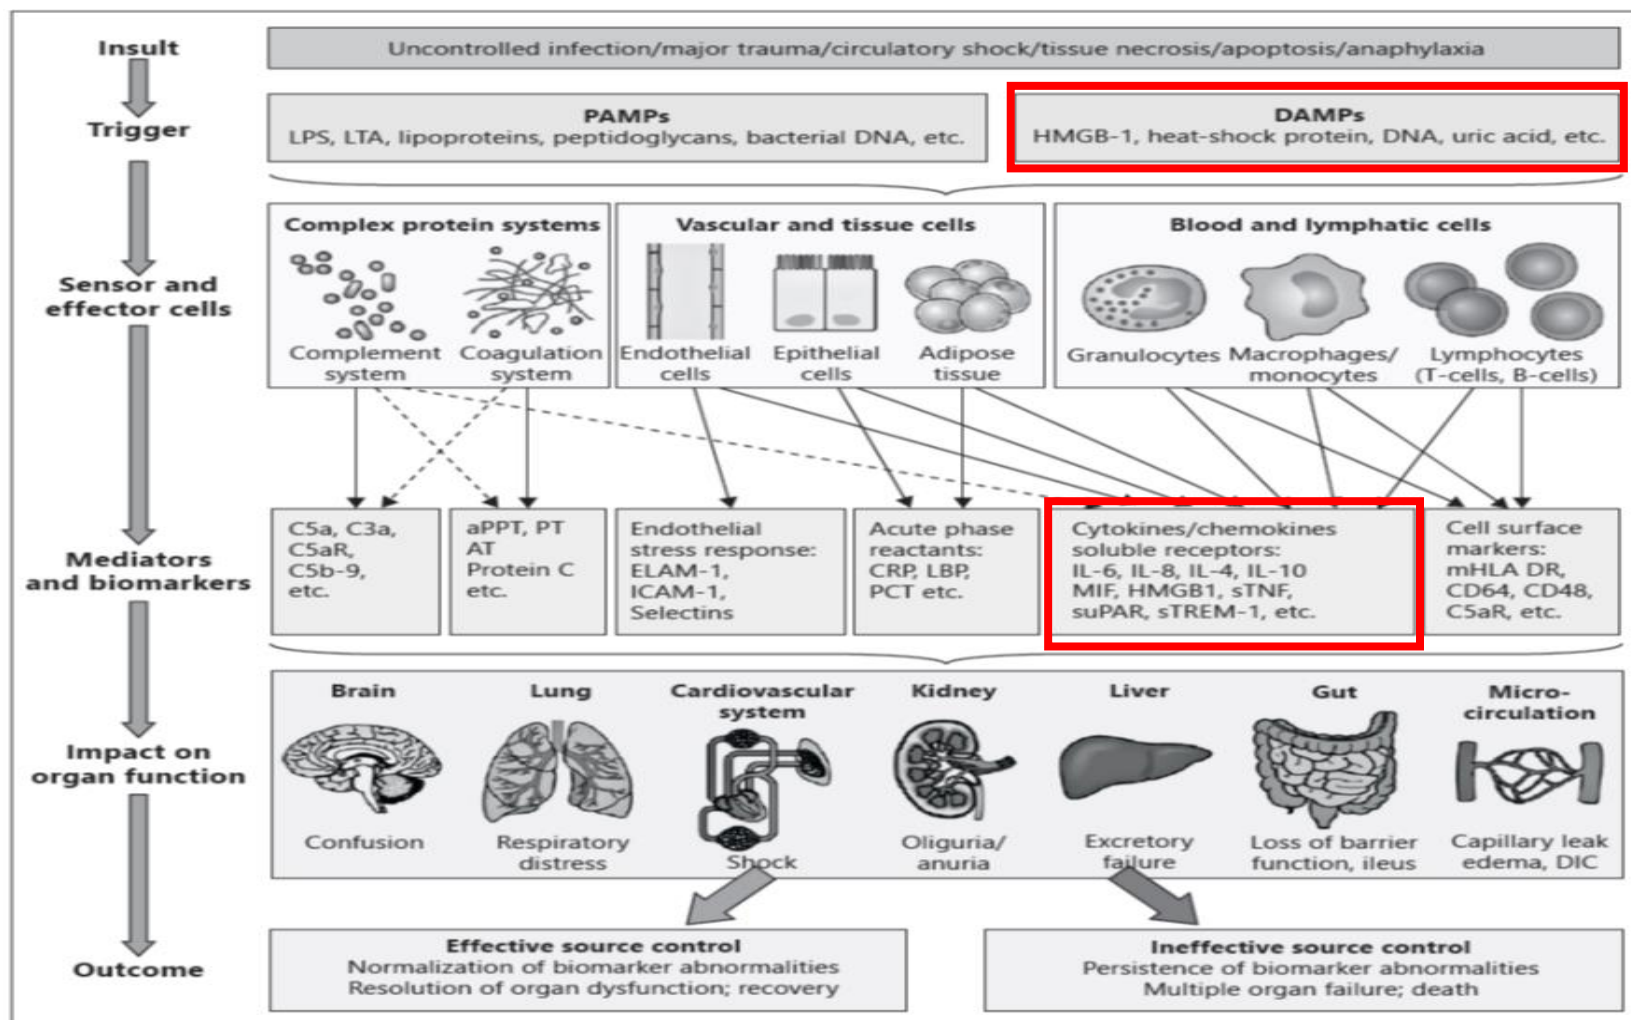 Insult
Uncontrolled infection/major trauma/circulatory shock/tissue necrosis/apoptosis/anaphylaxia
Trigger
PAMPs
LPS, LTA, lipoproteins, peptidoglycans, bacterial DNA, etc.
DAMPs
HMGB-1, heat-shock protein, DNA, uric acid, etc.
Sensor and
effector cells
Complex protein systems
Complement
system
Coagulation
system
Vascular and tissue cells
Endothelial
cells
Epithelial
cells
Adipose
tissue
Blood and lymphatic cells
Granulocytes
Macrophages/
monocytes
Lymphocytes
(T-cells, B-cells)
Mediators
and biomarkers
C5a, C3a,
C5aR,
C5b-9,
etc.
aPPT, PT
AT
Protein C
etc.
Endothelial
stress response:
ELAM-1,
ICAM-1,
Selectins
Acute phase
reactants:
CRP, LBP,
PCT etc.
Cytokines/chemokines
soluble receptors:
IL-6, IL-8, IL-4, IL-10
MIF, HMGB1, sTNF,
suPAR, sTREM-1, etc.
Cell surface
markers:
mHLA DR,
CD64, CD48,
C5aR, etc.
Impact on
organ function
Brain
Confusion
Lung
Respiratory
distress
Cardiovascular
system
Shock
Kidney
Oliguria/
anuria
Liver
Excretory
failure
Gut
Loss of barrier
function, ileus
Micro-
circulation
Capillary leak
edema, DIC
Outcome
Effective source control
Normalization of biomarker abnormalities
Resolution of organ dysfunction; recovery
Ineffective source control
Persistence of biomarker abnormalities
Multiple organ failure; death